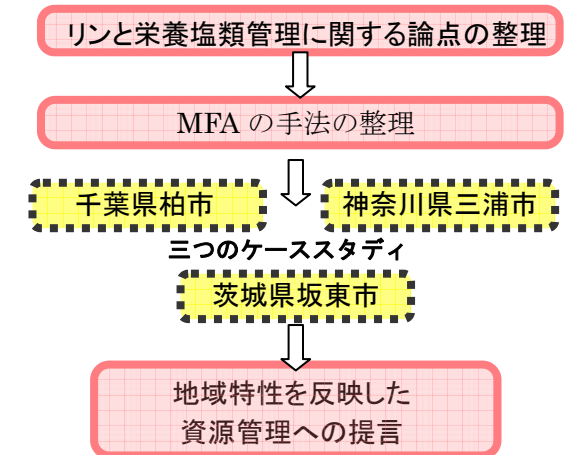 リンと栄養塩類管理に関する論点の整理
MFA の手法の整理
千葉県柏市
神奈川県三浦市
三つのケーススタディ
茨城県坂東市
地域特性を反映した
資源管理への提言